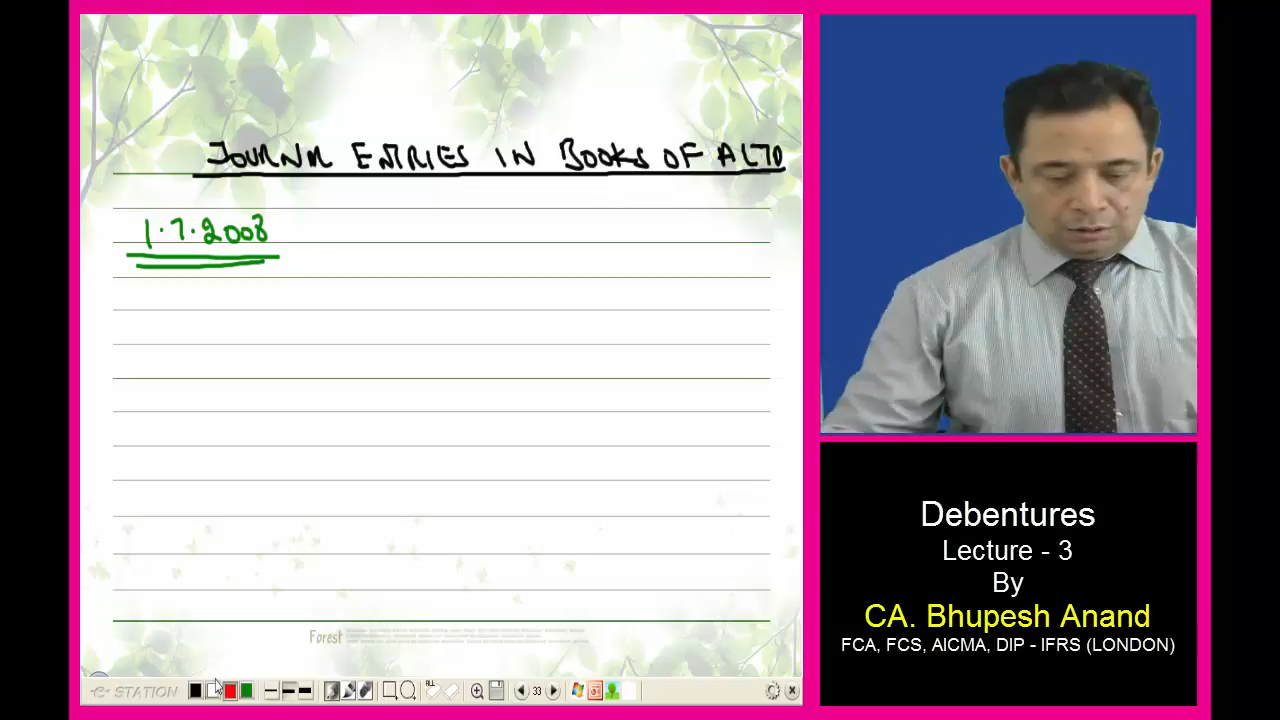 JOURNAL ENTRIES IN BOOKS OF ALTO
1.7.2008
Forest
e-STATION
33
Debentures
Lecture - 3
By
CA. Bhupesh Anand
FCA, FCS, AICMA, DIP - IFRS (LONDON)